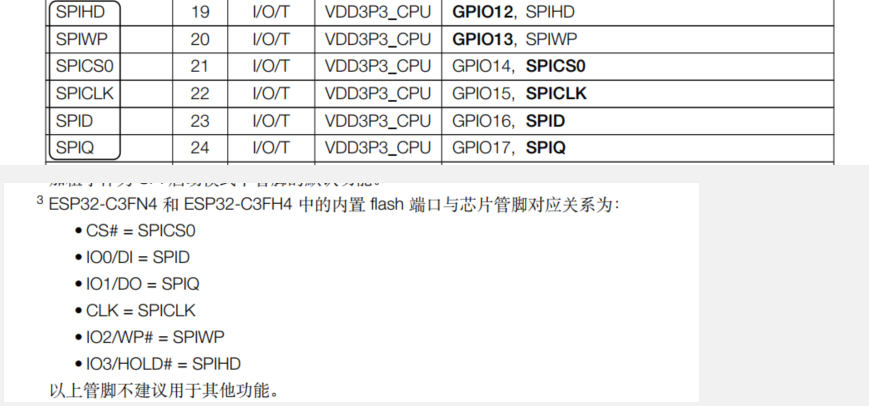 SPIHD 19 I/O/T VDD3P3_CPU GPIO12, SPIHD
SPIWP 20 I/O/T VDD3P3_CPU GPIO13, SPIWP
SPICS0 21 I/O/T VDD3P3_CPU GPIO14, SPICS0
SPICLK 22 I/O/T VDD3P3_CPU GPIO15, SPICLK
SPID 23 I/O/T VDD3P3_CPU GPIO16, SPID
SPIQ 24 I/O/T VDD3P3_CPU GPIO17, SPIQ
3 ESP32-C3FN4 和 ESP32-C3FH4 中的内置 flash 端口与芯片管脚对应关系为：
• CS# = SPICS0
• IO0/DI = SPID
• IO1/DO = SPIQ
• CLK = SPICLK
• IO2/WP# = SPIWP
• IO3/HOLD# = SPIHD
以上管脚不建议用于其他功能。